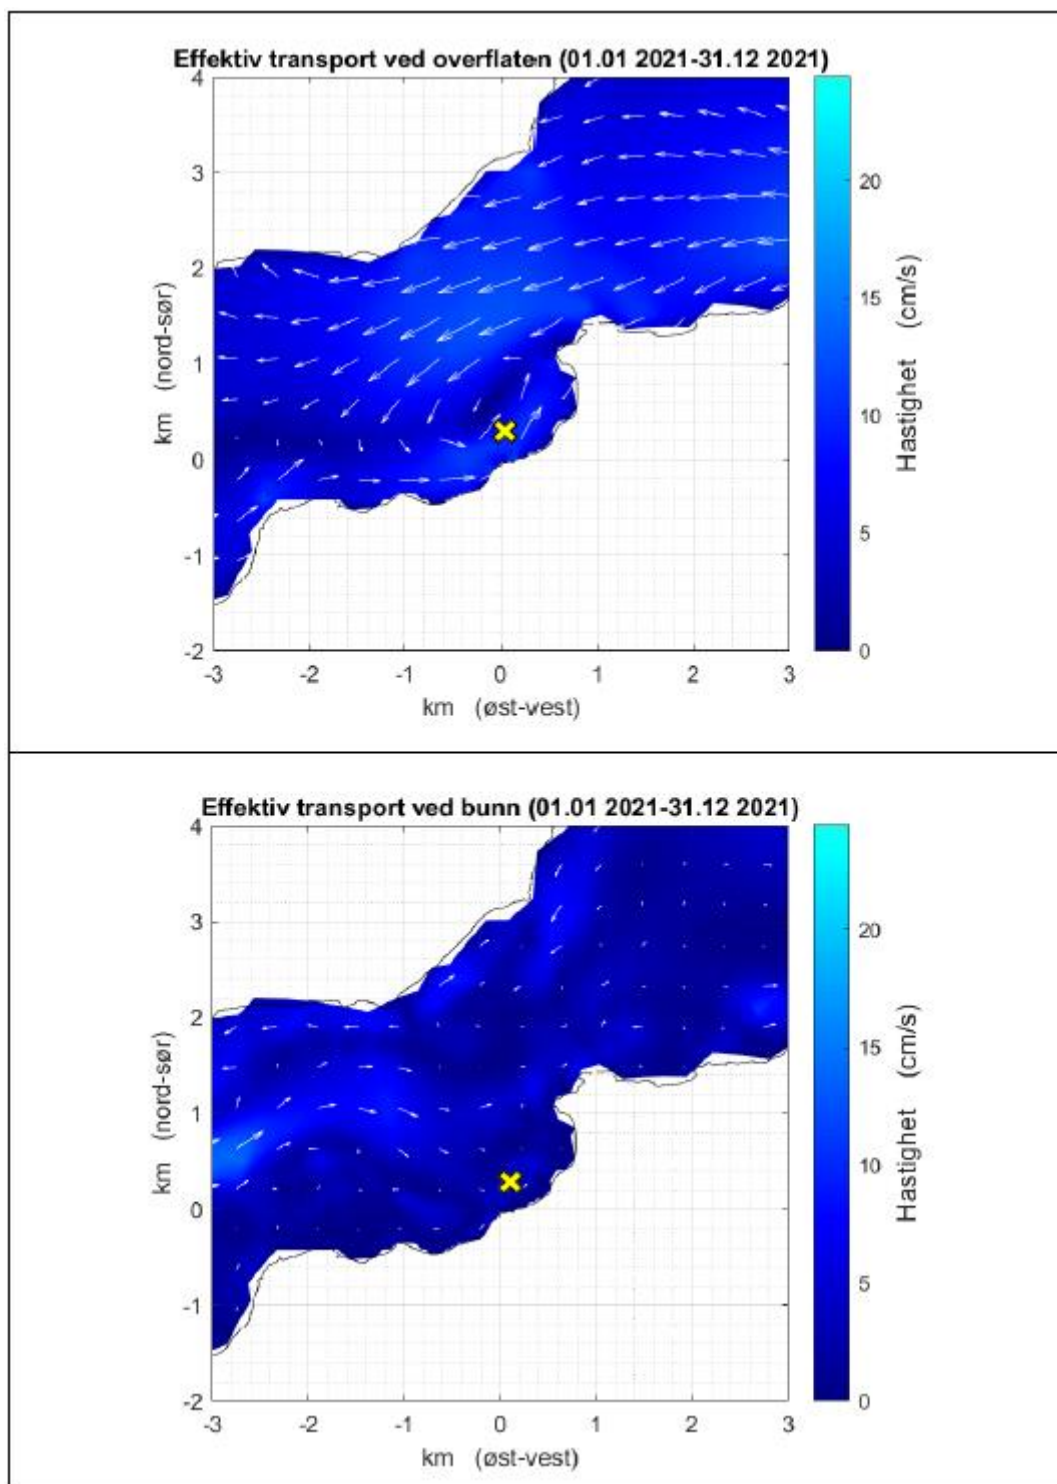 Effektiv transport ved overflaten (01.01 2021-31.12 2021)
4
3
2
1
0
-1
-2
km (nord-sør)
-3 -2 -1 0 1 2 3
km (øst-vest)
20
15
10
5
0
Hastighet (cm/s)
Effektiv transport ved bunn (01.01 2021-31.12 2021)
4
3
2
1
0
-1
-2
km (nord-sør)
-3 -2 -1 0 1 2 3
km (øst-vest)
20
15
10
5
0
Hastighet (cm/s)